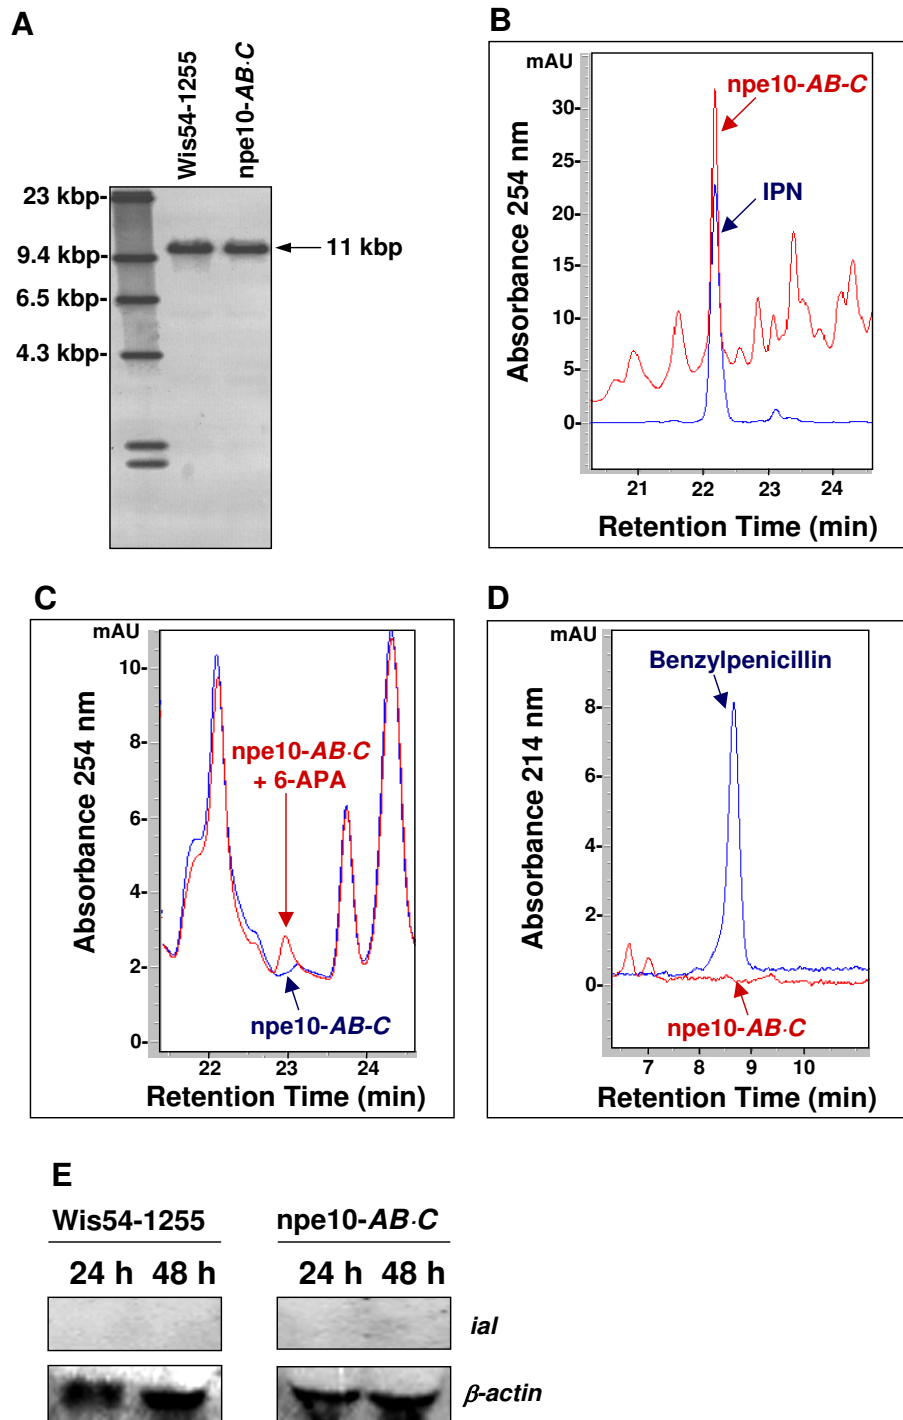 A
Wis54-1255
npe10-AB·C
23 kbp-
9.4 kbp-
6.5 kbp-
4.3 kbp-
11 kbp
B
mAU
30-
25-
20-
15-
10-
5-
0-
npe10-AB-C
IPN
Absorbance 254 nm
21 22 23 24
Retention Time (min)
C
mAU
10-
8-
6-
4-
2-
0-
npe10-AB·C
+ 6-APA
npe10-AB-C
Absorbance 254 nm
22 23 24
Retention Time (min)
D
mAU
8-
6-
4-
2-
0-
Benzylpenicillin
npe10-AB·C
Absorbance 214 nm
7 8 9 10
Retention Time (min)
E
Wis54-1255 npe10-AB·C
24 h 48 h 24 h 48 h
ial
β-actin